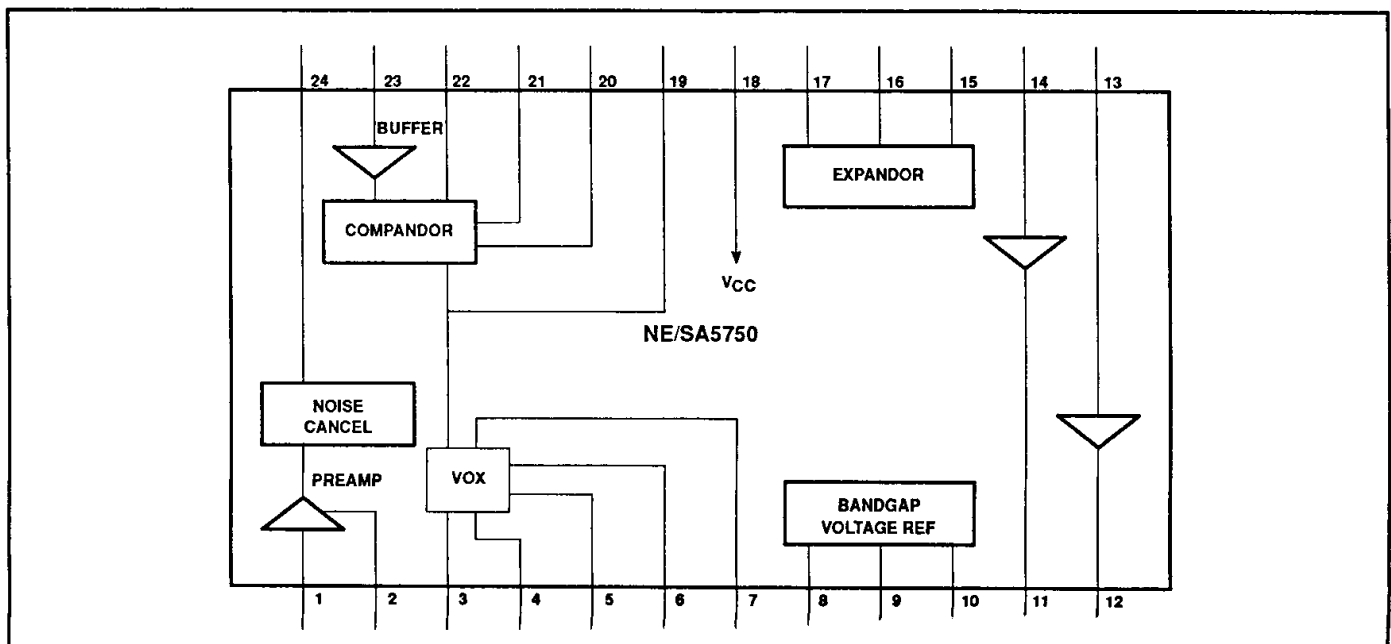 24 23 22 21 20 19 18 17 16 15 14 13
BUFFER
EXPANDOR
COMPANDOR
VCC
NE/SA5750
NOISE
CANCEL
PREAMP
VOX
BANDGAP
VOLTAGE REF
1 2 3 4 5 6 7 8 9 10 11 12